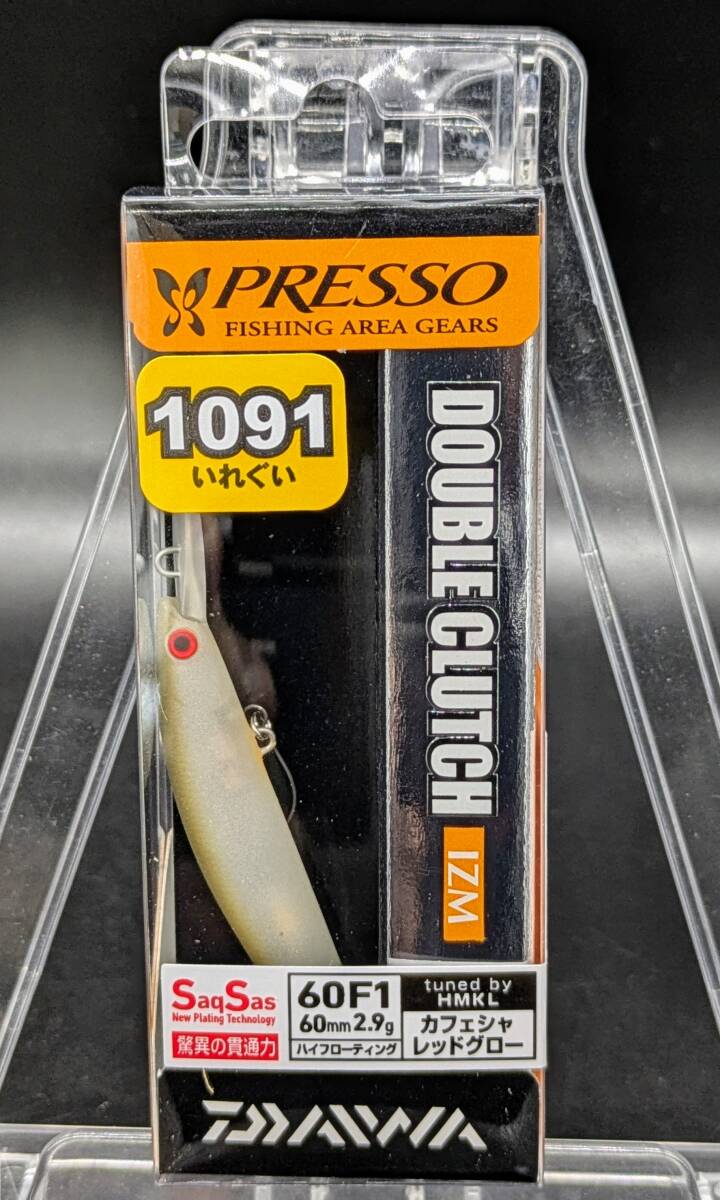 PRESSO
FISHING AREA GEARS
1091
いれぐい
DOUBLE CLUTCH
IZM
SaqSas
New Plating Technology
驚異の貫通力
60F1
60mm 2.9g
ハイフローティング
tuned by
HMKL
カフェシャ
レッドグロー
DAIWA